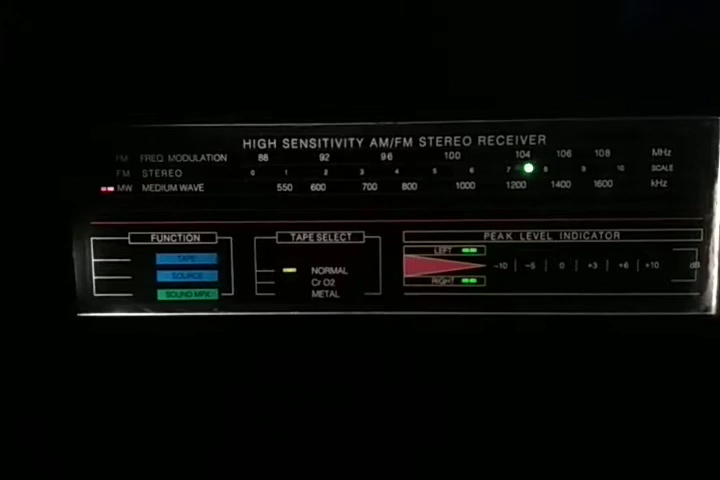 HIGH SENSITIVITY AM/FM STEREO RECEIVER
FM FREQ. MODULATION 88 92 96 100 104 106 108 MHz
FM STEREO 0 1 2 3 4 5 6 7 8 9 10 SCALE
MW MEDIUM WAVE 550 600 700 800 1000 1200 1400 1600 kHz
FUNCTION TAPE SELECT PEAK LEVEL INDICATOR
LEFT
TAPE
-10 -5 0 +3 +6 +10 dB
NORMAL
SOURCE
Cr O2 RIGHT
SOUND MPX METAL